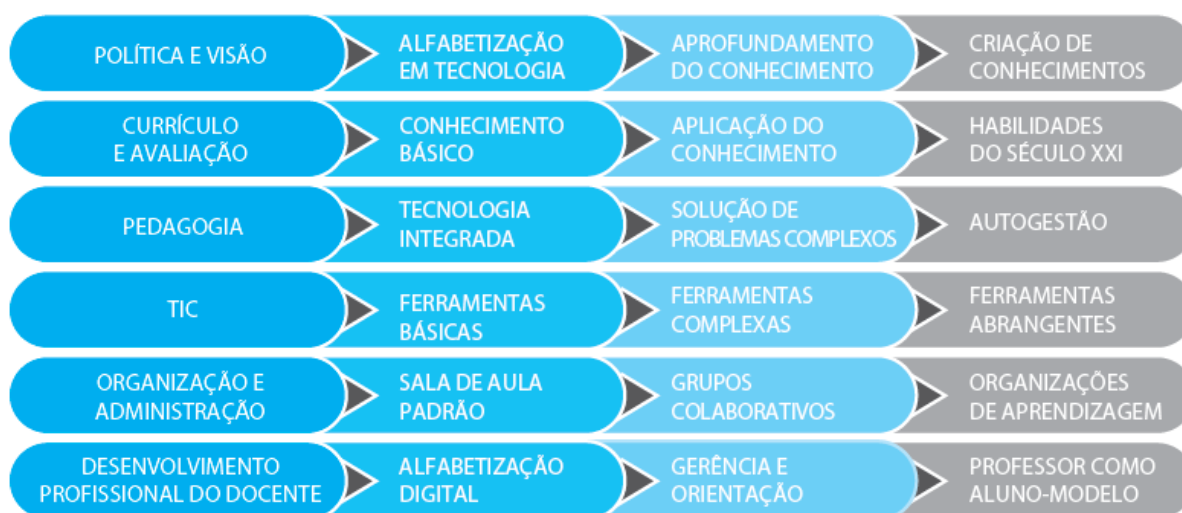 POLÍTICA E VISÃO
ALFABETIZAÇÃO
EM TECNOLOGIA
APROFUNDAMENTO
DO CONHECIMENTO
CRIAÇÃO DE
CONHECIMENTOS
CURRÍCULO
E AVALIAÇÃO
CONHECIMENTO
BÁSICO
APLICAÇÃO DO
CONHECIMENTO
HABILIDADES
DO SÉCULO XXI
PEDAGOGIA
TECNOLOGIA
INTEGRADA
SOLUÇÃO DE
PROBLEMAS COMPLEXOS
AUTOGESTÃO
TIC
FERRAMENTAS
BÁSICAS
FERRAMENTAS
COMPLEXAS
FERRAMENTAS
ABRANGENTES
ORGANIZAÇÃO E
ADMINISTRAÇÃO
SALA DE AULA
PADRÃO
GRUPOS
COLABORATIVOS
ORGANIZAÇÕES
DE APRENDIZAGEM
DESENVOLVIMENTO
PROFISSIONAL DO DOCENTE
ALFABETIZAÇÃO
DIGITAL
GERÊNCIA E
ORIENTAÇÃO
PROFESSOR COMO
ALUNO-MODELO